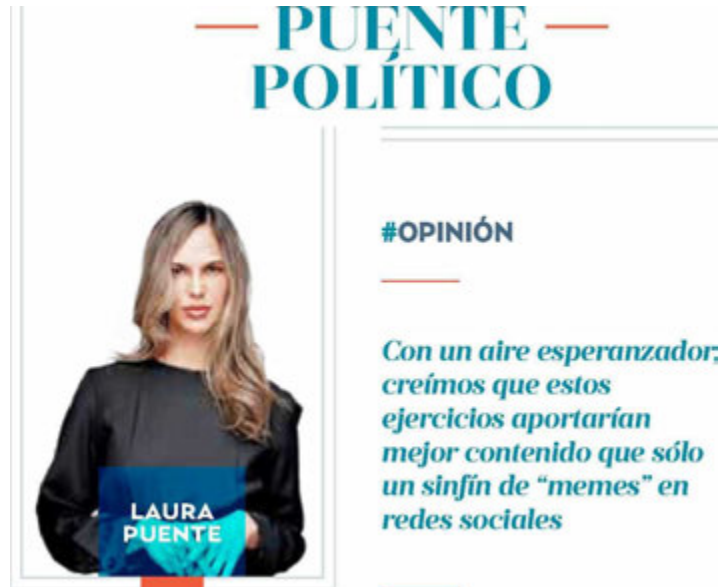 PUENTE
POLÍTICO
#OPINIÓN
Con un aire esperanzador,
creímos que estos
ejercicios aportarían
mejor contenido que sólo
un sinfín de “memes” en
redes sociales
LAURA
PUENTE